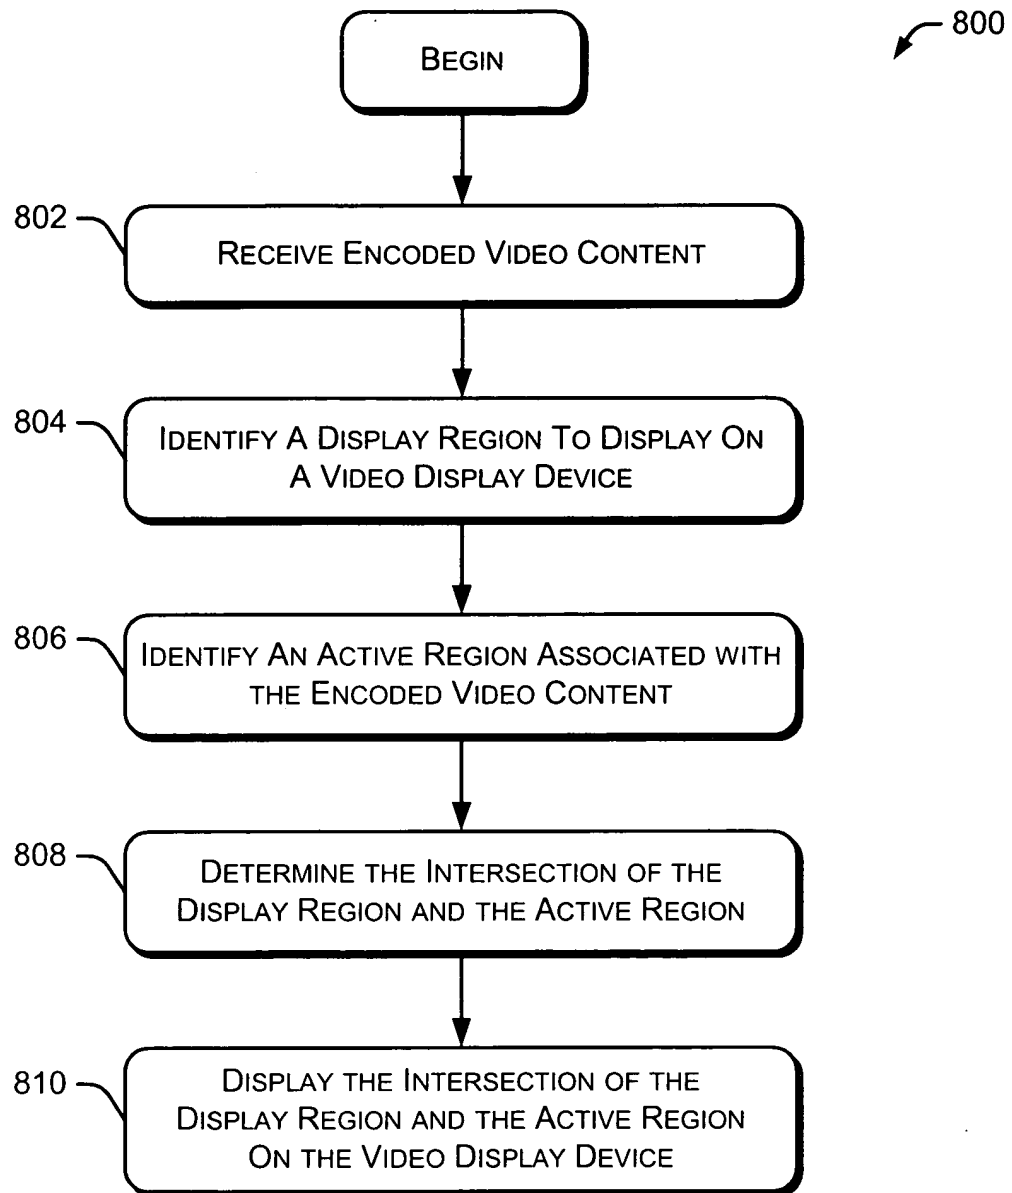 BEGIN
800
802
RECEIVE ENCODED VIDEO CONTENT
804
IDENTIFY A DISPLAY REGION TO DISPLAY ON
A VIDEO DISPLAY DEVICE
806
IDENTIFY AN ACTIVE REGION ASSOCIATED WITH
THE ENCODED VIDEO CONTENT
808
DETERMINE THE INTERSECTION OF THE
DISPLAY REGION AND THE ACTIVE REGION
810
DISPLAY THE INTERSECTION OF THE
DISPLAY REGION AND THE ACTIVE REGION
ON THE VIDEO DISPLAY DEVICE